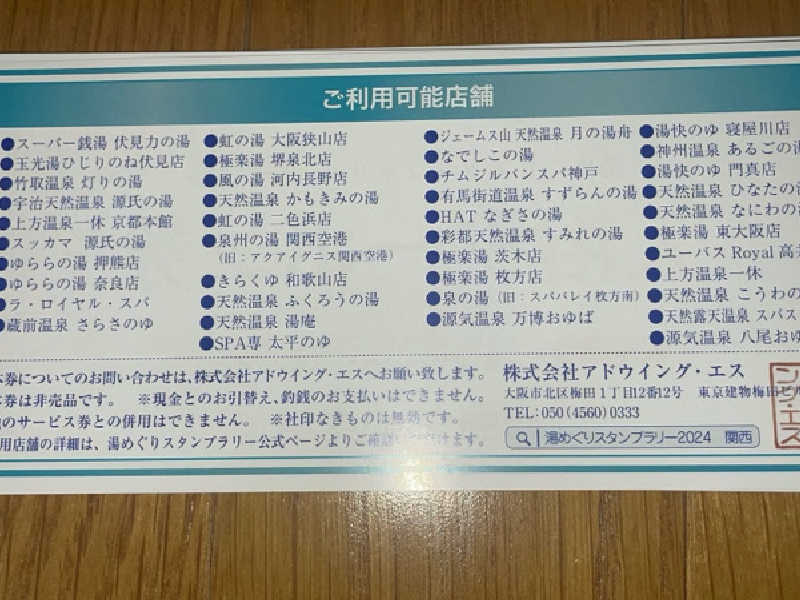 ご利用可能店舗
●スーパー銭湯 伏見力の湯
●玉光湯ひじりのね伏見店
●竹取温泉 灯りの湯
●宇治天然温泉 源氏の湯
●上方温泉一休 京都本館
●スッカマ 源氏の湯
●ゆららの湯 押熊店
●ゆららの湯 奈良店
ラ・ロイヤル・スパ
蔵前温泉 さらさのゆ
●虹の湯 大阪狭山店
●極楽湯 堺泉北店
●風の湯 河内長野店
●天然温泉 かもきみの湯
●虹の湯 二色浜店
●泉州の湯 関西空港
(旧：アクアイグニス関西空港)
●きらくゆ 和歌山店
●天然温泉 ふくろうの湯
●天然温泉 湯庵
●SPA専 太平のゆ
●ジェームス山 天然温泉 月の湯舟
●なでしこの湯
●チムジルバンスパ神戸
●有馬街道温泉 すずらんの湯
●HAT なぎさの湯
●彩都天然温泉 すみれの湯
●極楽湯 茨木店
●極楽湯 枚方店
●泉の湯（旧：スパバレイ枚方南）
●源気温泉 万博おゆば
●湯快のゆ 寝屋川店
●神州温泉 あるごの
●湯快のゆ 門真店
●天然温泉 ひなたの
●天然温泉 なにわの
●極楽湯 東大阪店
●ユーバス Royal 高
●上方温泉一休
●天然温泉 こうわの
●天然露天温泉 スパス
●源気温泉 八尾おゆ
券についてのお問い合わせは、株式会社アドウイング・エスへお願い致します。
券は非売品です。 ※現金とのお引替え、釣銭のお支払いはできません。
のサービス券との併用はできません。 ※社印なきものは無効です。
用店舗の詳細は、湯めぐりスタンプラリー公式ページよりご確認いただけます。
株式会社アドウイング・エス
大阪市北区梅田1丁目12番12号 東京建物梅田ビル
TEL：050(4560)0333
湯めぐりスタンプラリー2024 関西